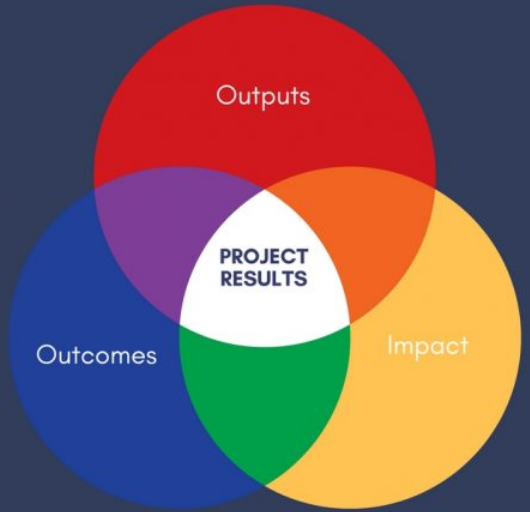 Outputs
PROJECT
RESULTS
Outcomes
Impact